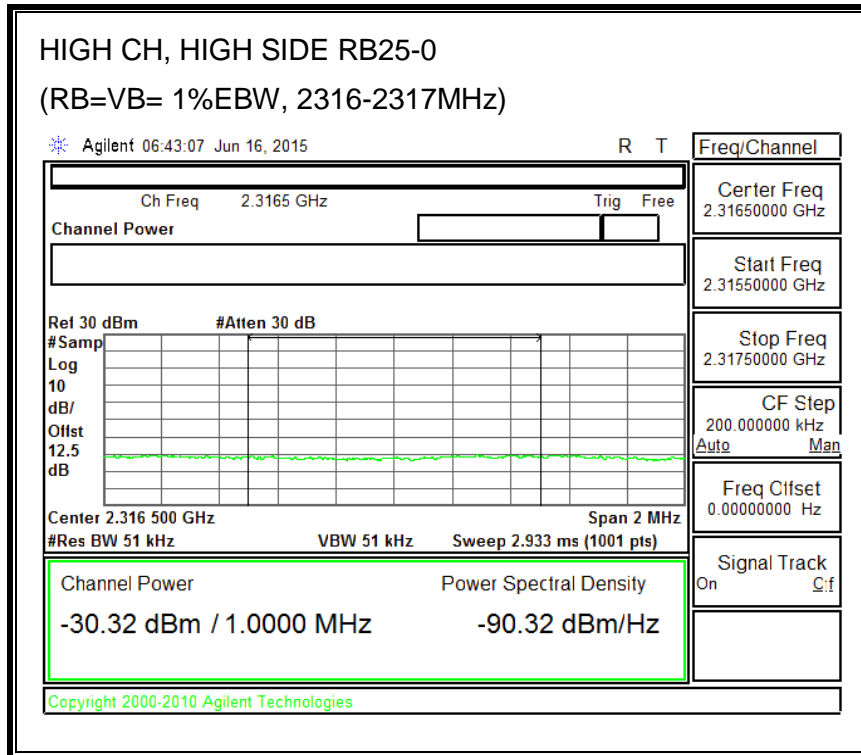 HIGH CH, HIGH SIDE RB25-0
(RB=VB= 1%EBW, 2316-2317MHz)
Agilent 06:43:07 Jun 16, 2015 R T
Freq/Channel
Ch Freq 2.3165 GHz Trig Free
Channel Power
Center Freq
2.31650000 GHz
Start Freq
2.31550000 GHz
Stop Freq
2.31750000 GHz
CF Step
200.000000 kHz
Auto Man
Freq Offset
0.00000000 Hz
Signal Track
On Off
Ref 30 dBm #Atten 30 dB
#Samp
Log
10
dB/
Offst
12.5
dB
Center 2.316 500 GHz Span 2 MHz
#Res BW 51 kHz VBW 51 kHz Sweep 2.933 ms (1001 pts)
Channel Power Power Spectral Density
-30.32 dBm / 1.0000 MHz -90.32 dBm/Hz
Copyright 2000-2010 Agilent Technologies